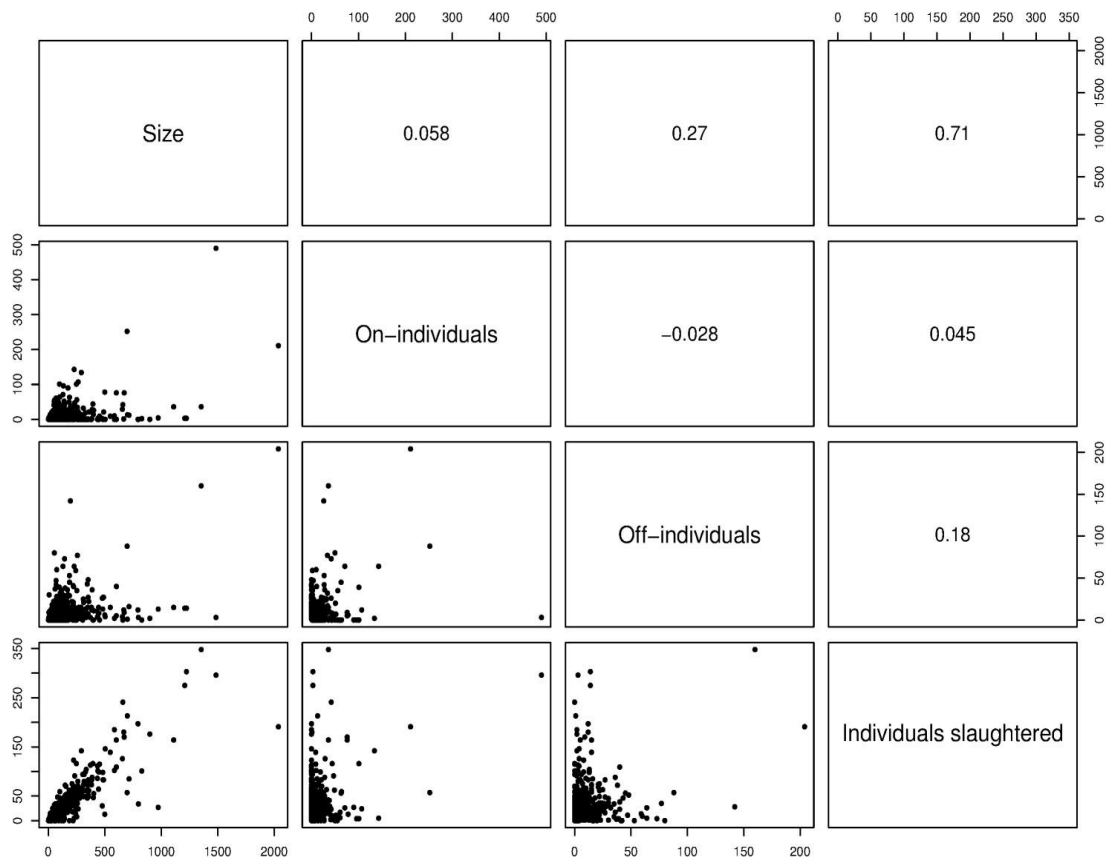 0 100 200 300 400 500
0 50 100 150 200 250 300 350
Size
0.058
0.27
0.71
0 500 1000 1500 2000
0 100 200 300 400 500
On−individuals
−0.028
0.045
Off−individuals
0.18
0 50 100 150 200
0 50 150 250 350
Individuals slaughtered
0 500 1000 1500 2000
0 50 100 150 200